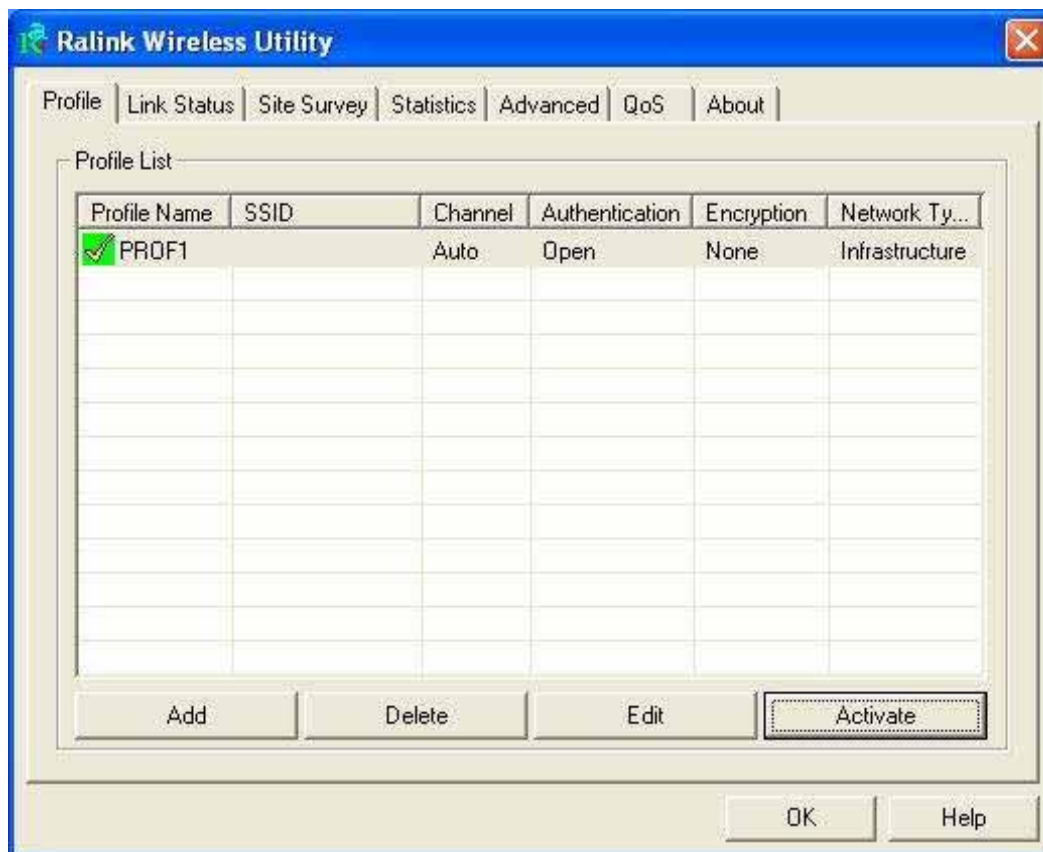 Ralink Wireless Utility
Profile Link Status Site Survey Statistics Advanced QoS About
Profile List
Profile Name SSID Channel Authentication Encryption Network Ty...
PROF1 Auto Open None Infrastructure
Add Delete Edit Activate
OK Help